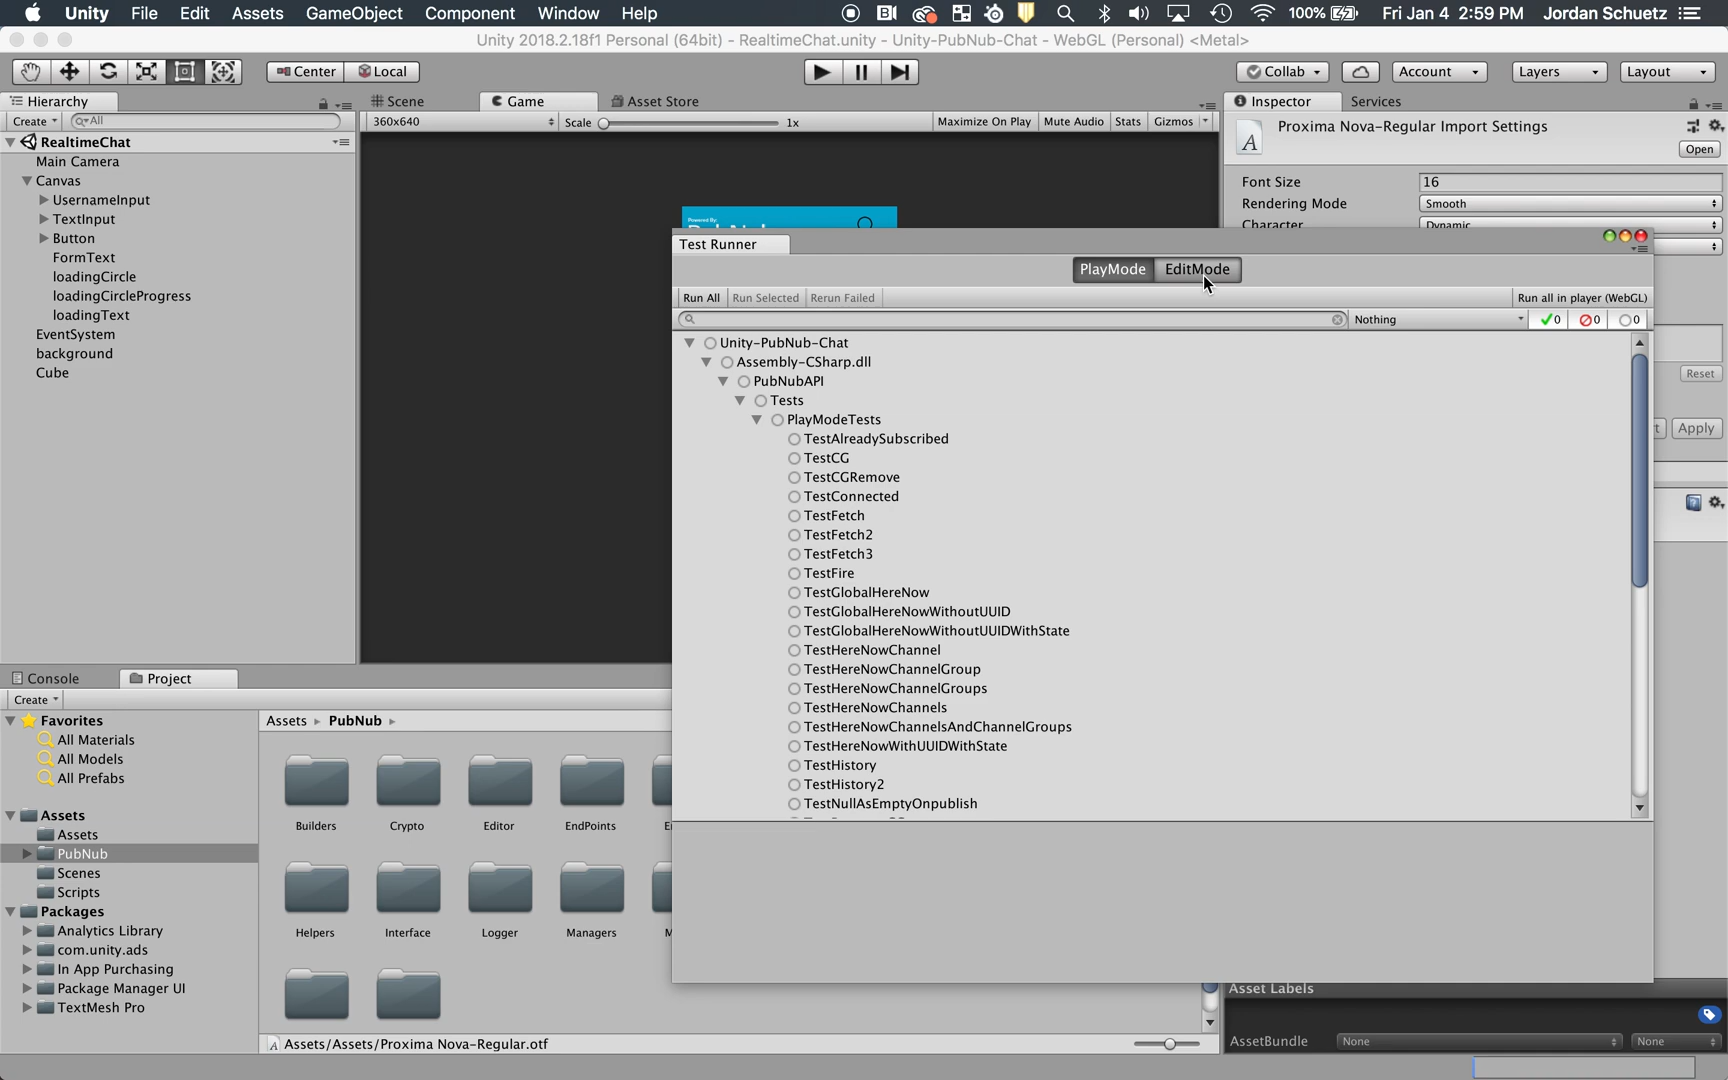 Unity File Edit Assets GameObject Component Window Help 100% Fri Jan 4 2:59 PM Jordan Schuetz
Unity 2018.2.18f1 Personal (64bit) - RealtimeChat.unity - Unity-PubNub-Chat - WebGL (Personal) <Metal>
Center Local Collab Account Layers Layout
Hierarchy
Create All
RealtimeChat
Main Camera
Canvas
UsernameInput
TextInput
Button
FormText
loadingCircle
loadingCircleProgress
loadingText
EventSystem
background
Cube
Scene Game Asset Store
360x640 Scale 1x Maximize On Play Mute Audio Stats Gizmos
Powered By:
Inspector Services
Proxima Nova-Regular Import Settings
Open
Font Size 16
Rendering Mode Smooth
Character Dynamic
Reset
Apply
Test Runner
PlayMode EditMode
Run All Run Selected Rerun Failed Run all in player (WebGL)
Nothing 0 0 0
Unity-PubNub-Chat
Assembly-CSharp.dll
PubNubAPI
Tests
PlayModeTests
TestAlreadySubscribed
TestCG
TestCGRemove
TestConnected
TestFetch
TestFetch2
TestFetch3
TestFire
TestGlobalHereNow
TestGlobalHereNowWithoutUUID
TestGlobalHereNowWithoutUUIDWithState
TestHereNowChannel
TestHereNowChannelGroup
TestHereNowChannelGroups
TestHereNowChannels
TestHereNowChannelsAndChannelGroups
TestHereNowWithUUIDWithState
TestHistory
TestHistory2
TestNullAsEmptyOnpublish
Console Project
Create
Favorites
All Materials
All Models
All Prefabs
Assets
Assets
PubNub
Scenes
Scripts
Packages
Analytics Library
com.unity.ads
In App Purchasing
Package Manager UI
TextMesh Pro
Assets PubNub
Builders Crypto Editor EndPoints
Helpers Interface Logger Managers
Assets/Assets/Proxima Nova-Regular.otf
Asset Labels
AssetBundle None None